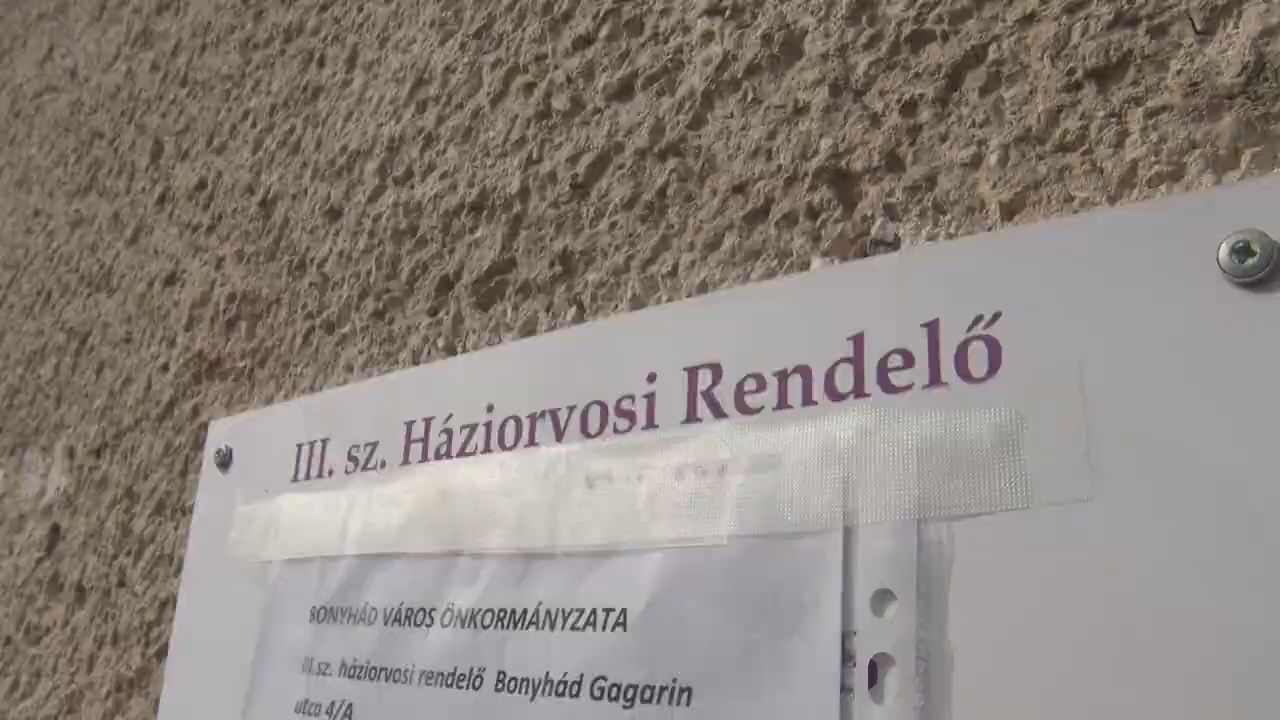 III. sz. Háziorvosi Rendelő
BONYHÁD VÁROS ÖNKORMÁNYZATA
III.sz. háziorvosi rendelő Bonyhád Gagarin
utca 4/A